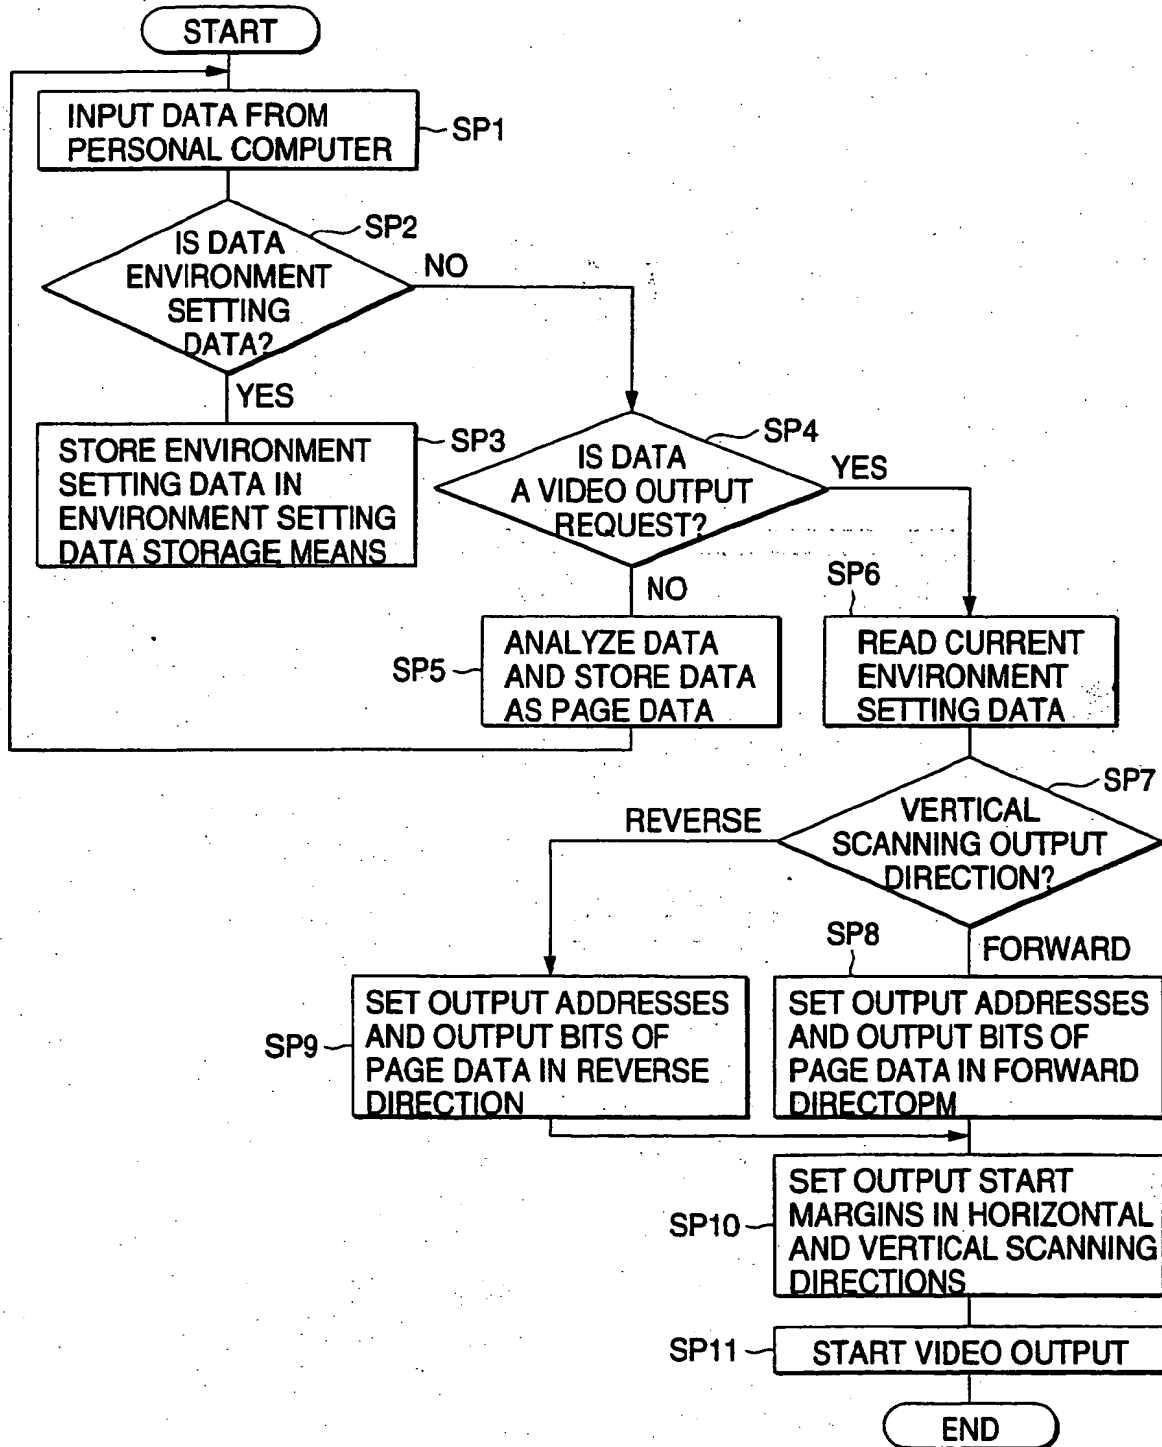 START
INPUT DATA FROM
PERSONAL COMPUTER
SP1
SP2
IS DATA
ENVIRONMENT
SETTING
DATA?
NO
YES
STORE ENVIRONMENT
SETTING DATA IN
ENVIRONMENT SETTING
DATA STORAGE MEANS
SP3
SP4
IS DATA
A VIDEO OUTPUT
REQUEST?
YES
NO
SP5
ANALYZE DATA
AND STORE DATA
AS PAGE DATA
SP6
READ CURRENT
ENVIRONMENT
SETTING DATA
SP7
VERTICAL
SCANNING OUTPUT
DIRECTION?
REVERSE
FORWARD
SP9
SET OUTPUT ADDRESSES
AND OUTPUT BITS OF
PAGE DATA IN REVERSE
DIRECTION
SP8
SET OUTPUT ADDRESSES
AND OUTPUT BITS OF
PAGE DATA IN FORWARD
DIRECTOPM
SP10
SET OUTPUT START
MARGINS IN HORIZONTAL
AND VERTICAL SCANNING
DIRECTIONS
SP11
START VIDEO OUTPUT
END